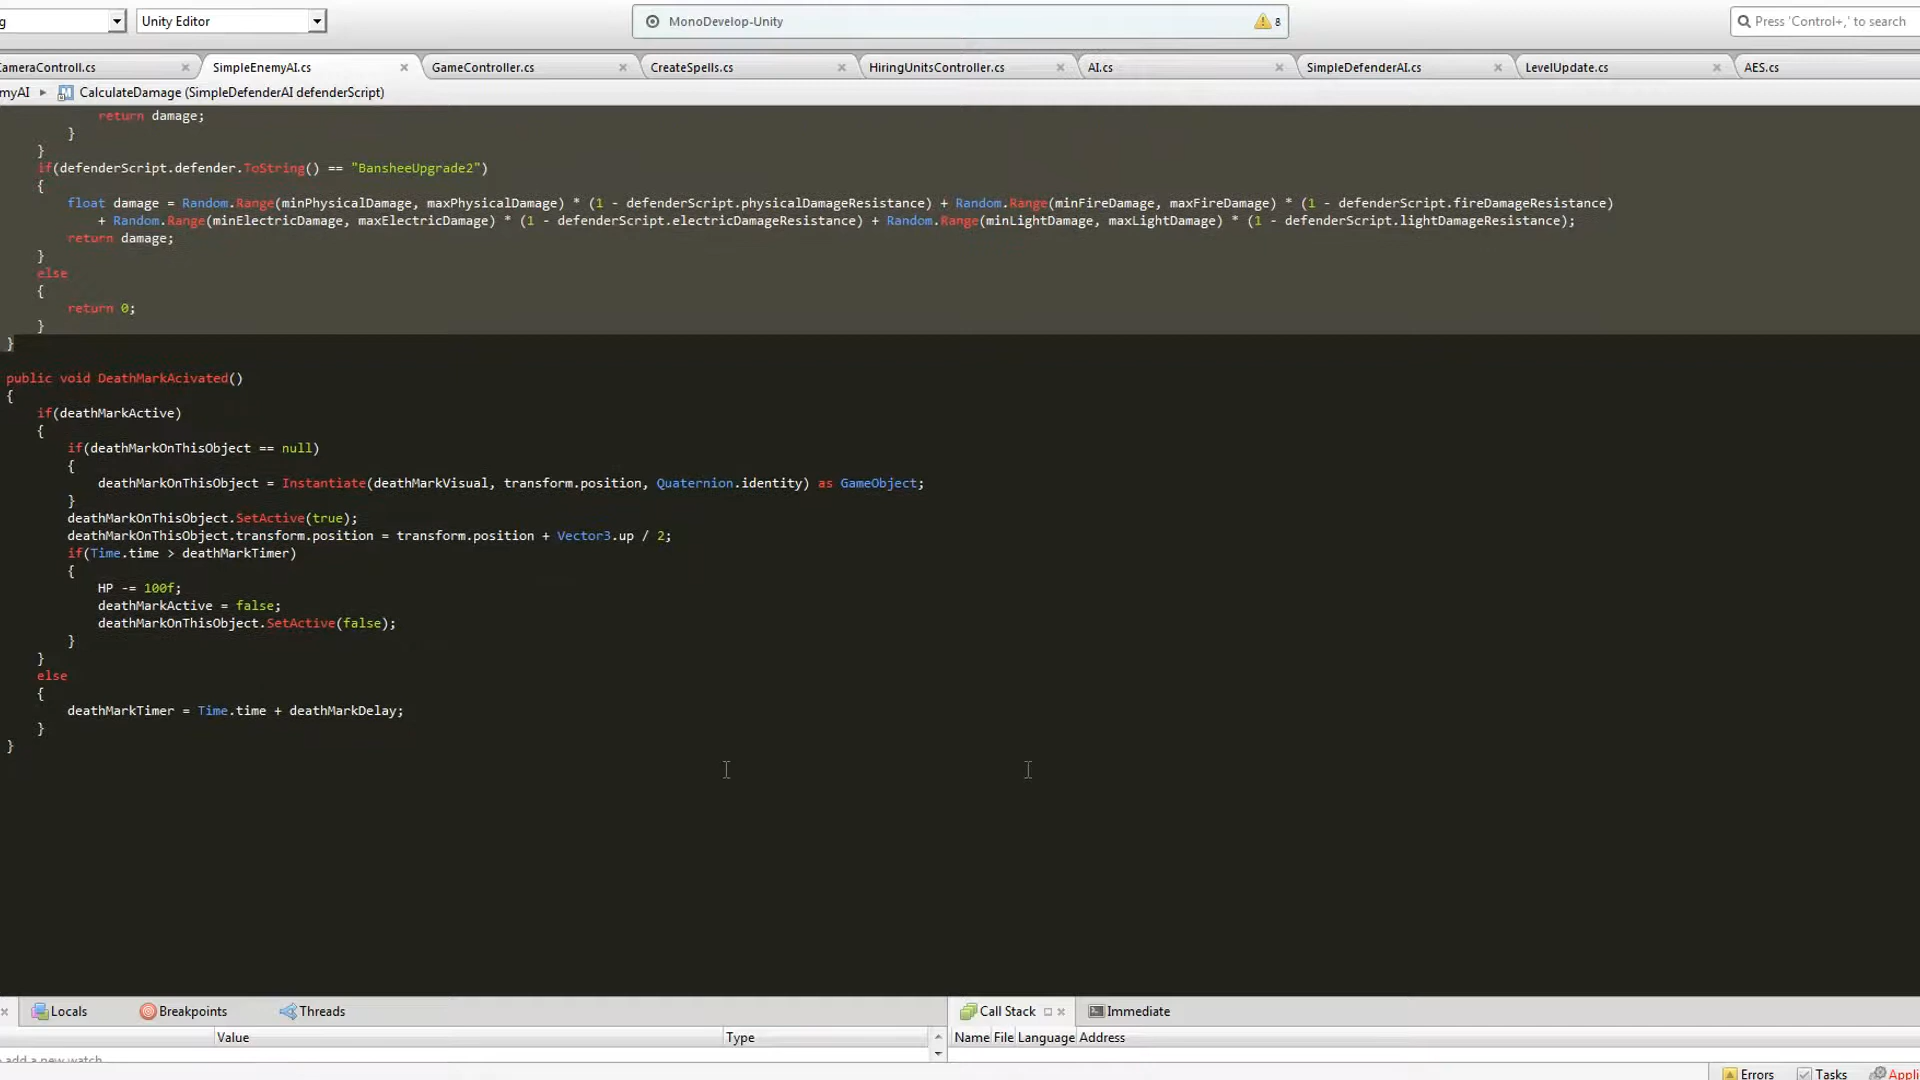 g Unity Editor MonoDevelop-Unity 8 Press 'Control+,' to search
CameraControll.cs SimpleEnemyAI.cs GameController.cs CreateSpells.cs HiringUnitsController.cs AI.cs SimpleDefenderAI.cs LevelUpdate.cs AES.cs
myAI CalculateDamage (SimpleDefenderAI defenderScript)
return damage;
}
}
if(defenderScript.defender.ToString() == "BansheeUpgrade2")
{
float damage = Random.Range(minPhysicalDamage, maxPhysicalDamage) * (1 - defenderScript.physicalDamageResistance) + Random.Range(minFireDamage, maxFireDamage) * (1 - defenderScript.fireDamageResistance)
+ Random.Range(minElectricDamage, maxElectricDamage) * (1 - defenderScript.electricDamageResistance) + Random.Range(minLightDamage, maxLightDamage) * (1 - defenderScript.lightDamageResistance);
return damage;
}
else
{
return 0;
}
}
public void DeathMarkAcivated()
{
if(deathMarkActive)
{
if(deathMarkOnThisObject == null)
{
deathMarkOnThisObject = Instantiate(deathMarkVisual, transform.position, Quaternion.identity) as GameObject;
}
deathMarkOnThisObject.SetActive(true);
deathMarkOnThisObject.transform.position = transform.position + Vector3.up / 2;
if(Time.time > deathMarkTimer)
{
HP -= 100f;
deathMarkActive = false;
deathMarkOnThisObject.SetActive(false);
}
}
else
{
deathMarkTimer = Time.time + deathMarkDelay;
}
}
Locals Breakpoints Threads Call Stack Immediate
Value Type Name File Language Address
add a new watch
Errors Tasks Appli